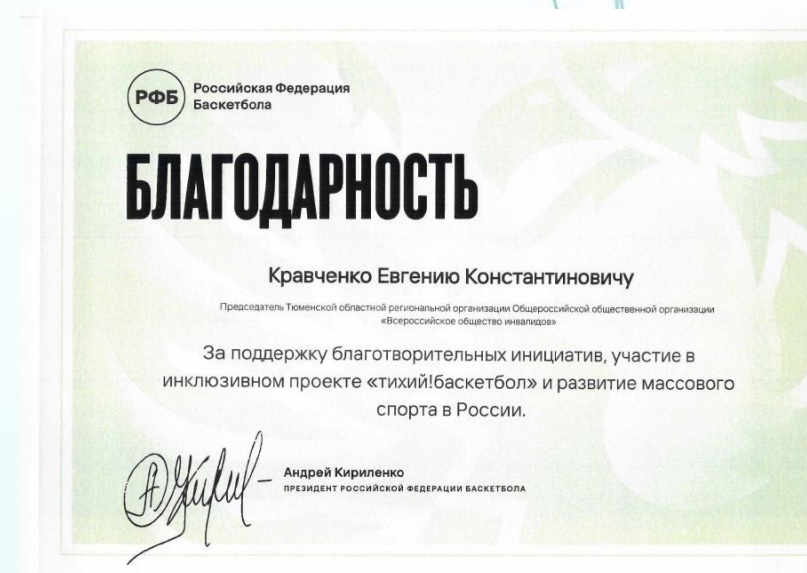 РФБ
Российская Федерация
Баскетбола
БЛАГОДАРНОСТЬ
Кравченко Евгению Константиновичу
Председатель Тюменской областной региональной организации Общероссийской общественной организации
«Всероссийское общество инвалидов»
За поддержку благотворительных инициатив, участие в
инклюзивном проекте «тихий!баскетбол» и развитие массового
спорта в России.
Андрей Кириленко
ПРЕЗИДЕНТ РОССИЙСКОЙ ФЕДЕРАЦИИ БАСКЕТБОЛА